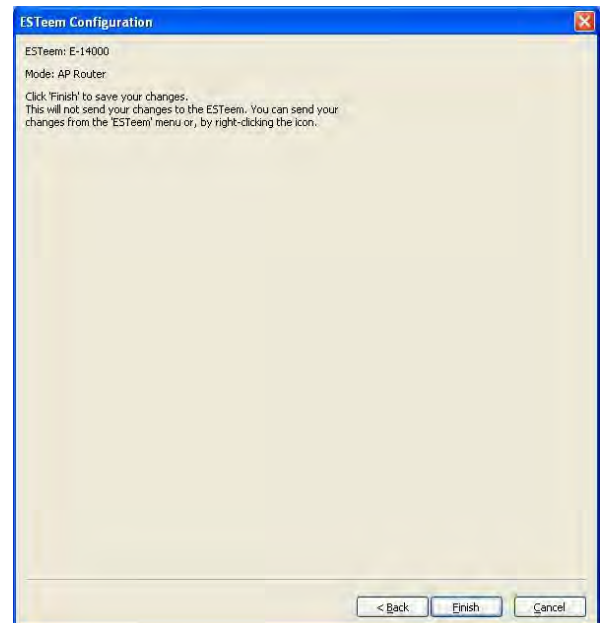 ESTeem Configuration
ESTeem: E-14000
Mode: AP Router
Click 'Finish' to save your changes.
This will not send your changes to the ESTeem. You can send your
changes from the 'ESTeem' menu or, by right-clicking the icon.
< Back Finish Cancel